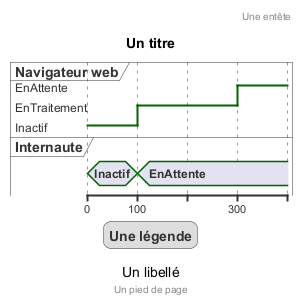 Une entête
Un titre
Navigateur web
EnAttente
EnTraitement
Inactif
Internaute
Inactif EnAttente
0 100 300
Une légende
Un libellé
Un pied de page